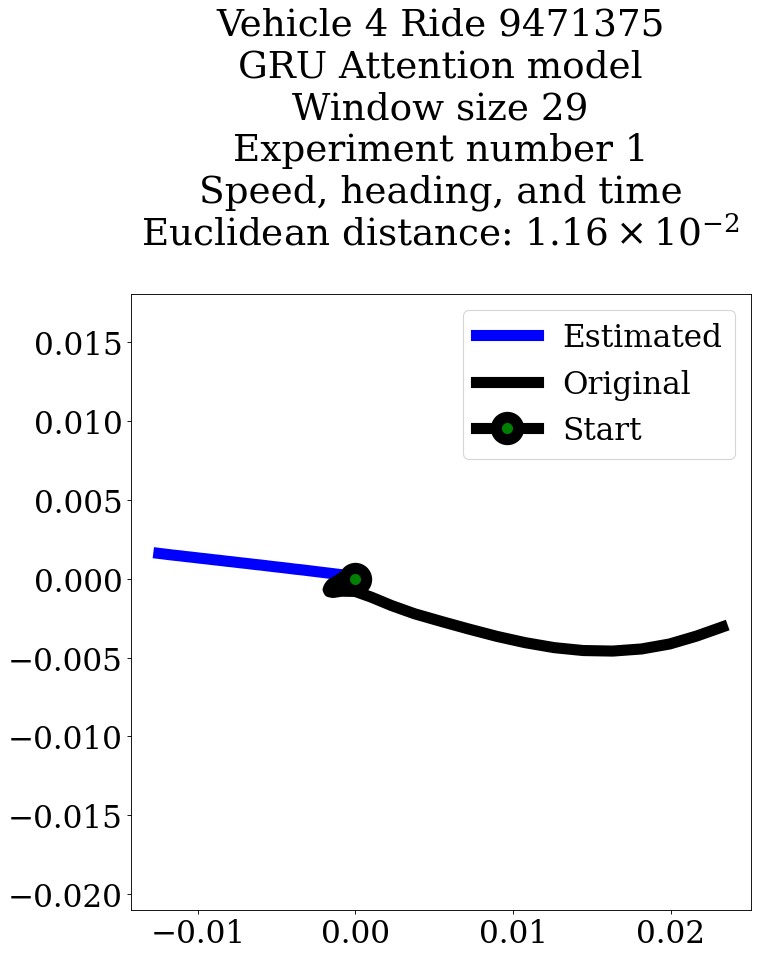 Vehicle 4 Ride 9471375
GRU Attention model
Window size 29
Experiment number 1
Speed, heading, and time
Euclidean distance: 1.16 × 10⁻²
Estimated
Original
Start
0.015
0.010
0.005
0.000
−0.005
−0.010
−0.015
−0.020
−0.01 0.00 0.01 0.02